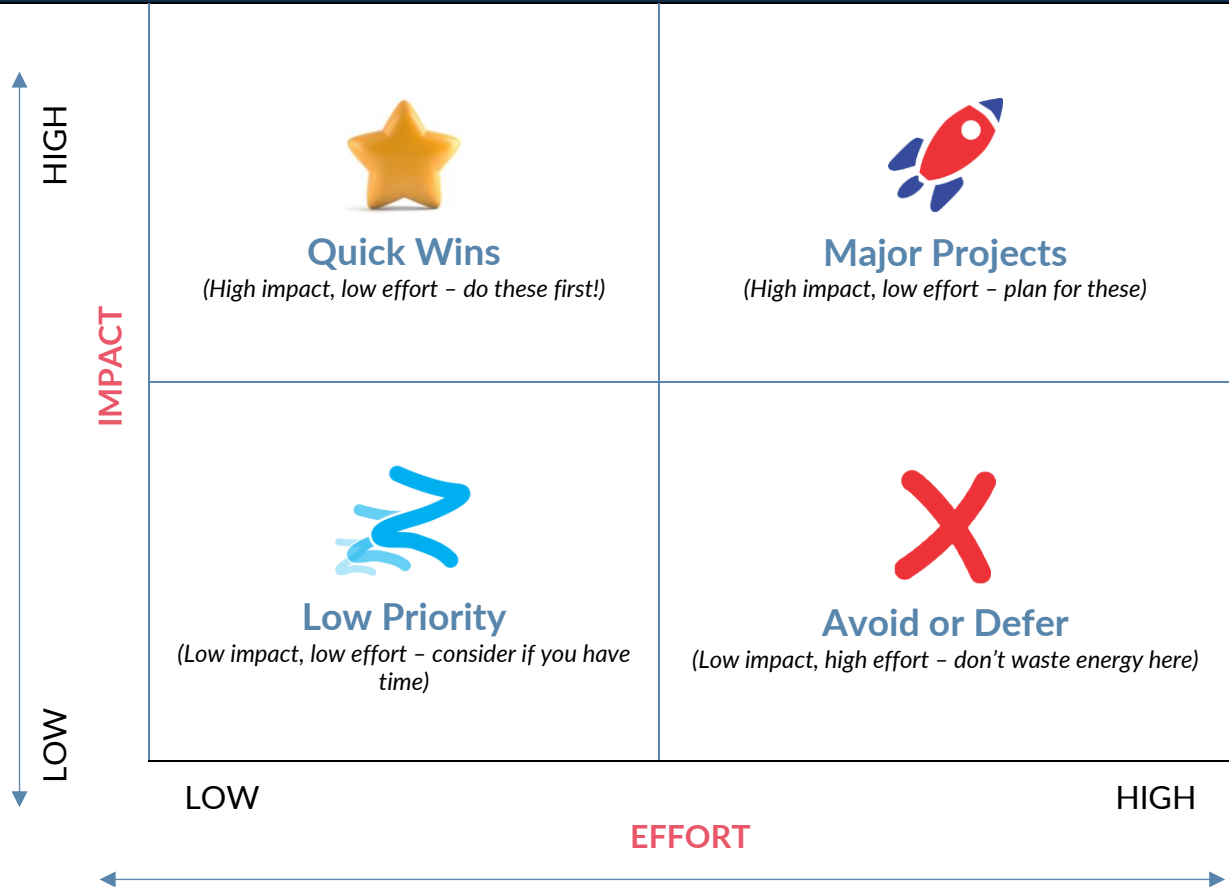 HIGH
IMPACT
LOW
Quick Wins
(High impact, low effort – do these first!)
Major Projects
(High impact, low effort – plan for these)
Low Priority
(Low impact, low effort – consider if you have
time)
Avoid or Defer
(Low impact, high effort – don’t waste energy here)
LOW
HIGH
EFFORT